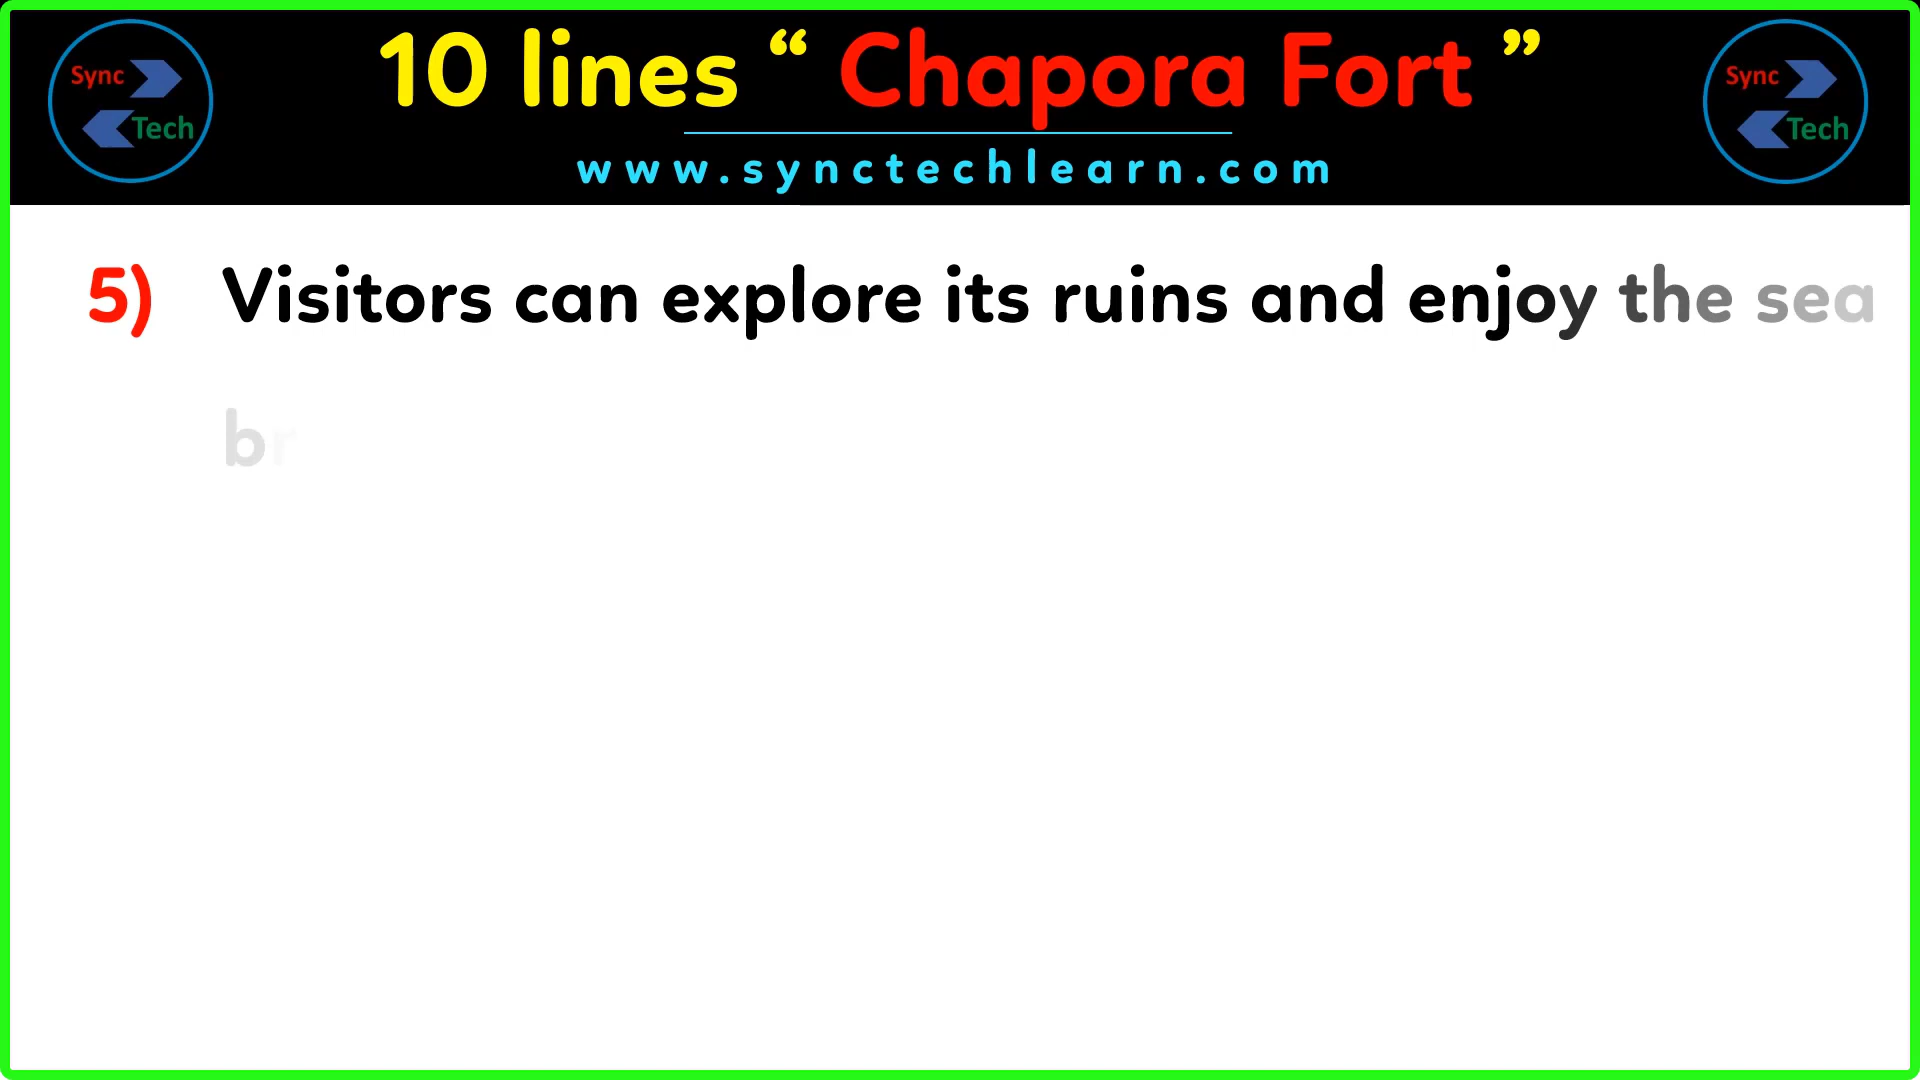 10 lines “ Chapora Fort ”
www.synctechlearn.com
Sync
Tech
Sync
Tech
5) Visitors can explore its ruins and enjoy the sea
br